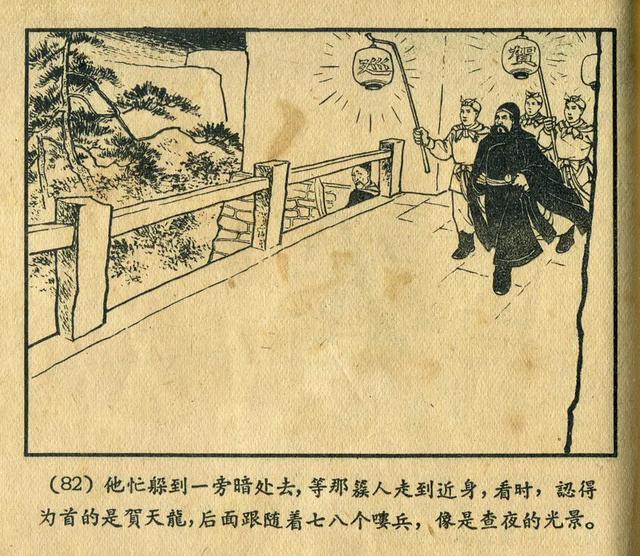 巡
賀
(82) 他忙躲到一旁暗处去，等那簇人走到近身，看时，認得
为首的是賀天龍，后面跟随着七八个嘍兵，像是查夜的光景。